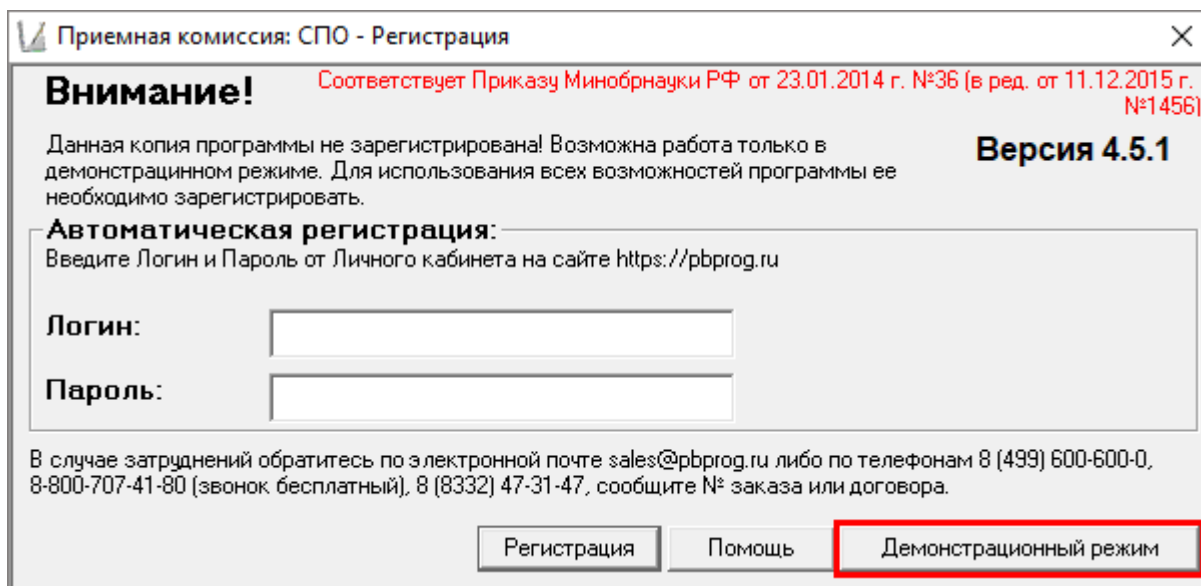 Приемная комиссия: СПО - Регистрация
Внимание!
Соответствует Приказу Минобрнауки РФ от 23.01.2014 г. №36 (в ред. от 11.12.2015 г.
№1456)
Данная копия программы не зарегистрирована! Возможна работа только в
демонстрацинном режиме. Для использования всех возможностей программы ее
необходимо зарегистрировать.
Версия 4.5.1
Автоматическая регистрация:
Введите Логин и Пароль от Личного кабинета на сайте https://pbprog.ru
Логин:
Пароль:
В случае затруднений обратитесь по электронной почте sales@pbprog.ru либо по телефонам 8 (499) 600-600-0,
8-800-707-41-80 (звонок бесплатный), 8 (8332) 47-31-47, сообщите № заказа или договора.
Регистрация
Помощь
Демонстрационный режим